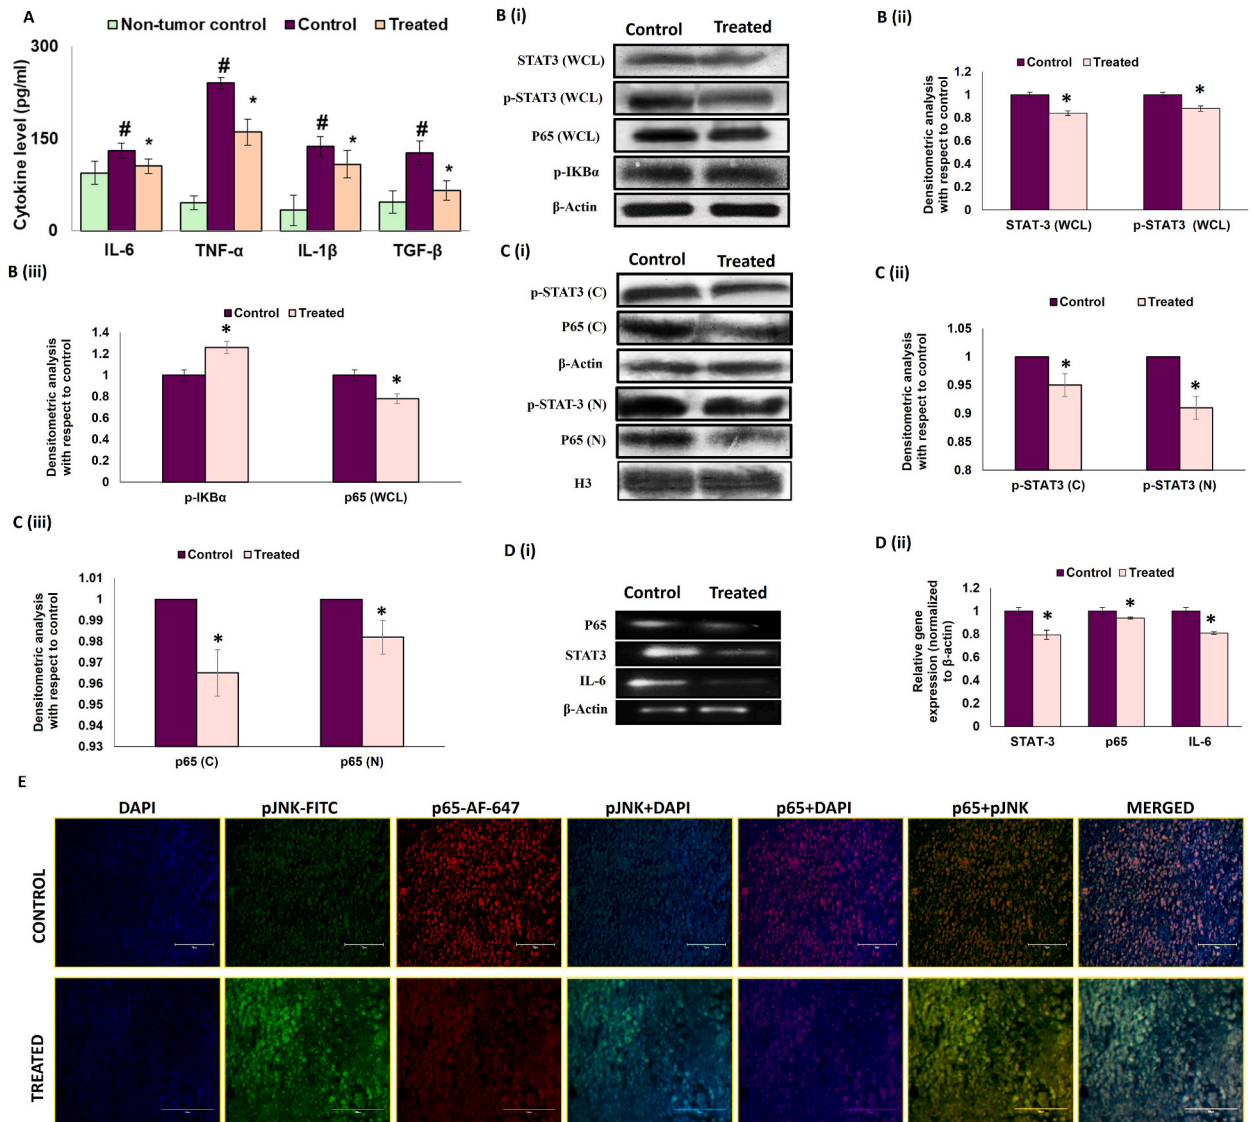 A
Non-tumor control Control Treated
Cytokine level (pg/ml)
300
150
0
# * # * # * # *
IL-6 TNF-α IL-1β TGF-β
B (i)
Control Treated
STAT3 (WCL)
p-STAT3 (WCL)
P65 (WCL)
p-IKBα
β-Actin
B (ii)
Control Treated
Densitometric analysis
with respect to control
1.2
1
0.8
0.6
0.4
0.2
0
* *
STAT-3 (WCL) p-STAT3 (WCL)
B (iii)
Control Treated
Densitometric analysis
with respect to control
1.4
1.2
1
0.8
0.6
0.4
0.2
0
* *
p-IKBα p65 (WCL)
C (i)
Control Treated
p-STAT3 (C)
P65 (C)
β-Actin
p-STAT-3 (N)
P65 (N)
H3
C (ii)
Control Treated
Densitometric analysis
with respect to control
1.05
1
0.95
0.9
0.85
0.8
* *
p-STAT3 (C) p-STAT3 (N)
C (iii)
Control Treated
Densitometric analysis
with respect to control
1.01
1
0.99
0.98
0.97
0.96
0.95
0.94
0.93
* *
p65 (C) p65 (N)
D (i)
Control Treated
P65
STAT3
IL-6
β-Actin
D (ii)
Control Treated
Relative gene
expression (normalized
to β-actin)
1.2
1
0.8
0.6
0.4
0.2
0
* * *
STAT-3 p65 IL-6
E
DAPI pJNK-FITC p65-AF-647 pJNK+DAPI p65+DAPI p65+pJNK MERGED
CONTROL
TREATED